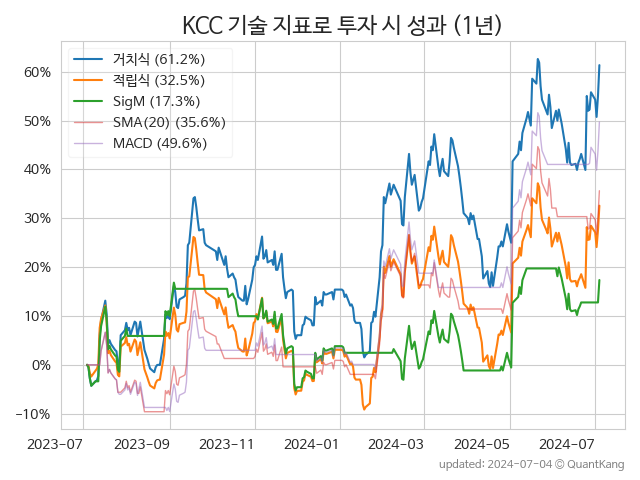 KCC 기술 지표로 투자 시 성과 (1년)
거치식 (61.2%)
적립식 (32.5%)
SigM (17.3%)
SMA(20) (35.6%)
MACD (49.6%)
60%
50%
40%
30%
20%
10%
0%
−10%
2023-07 2023-09 2023-11 2024-01 2024-03 2024-05 2024-07
updated: 2024-07-04 ⓒ QuantKang